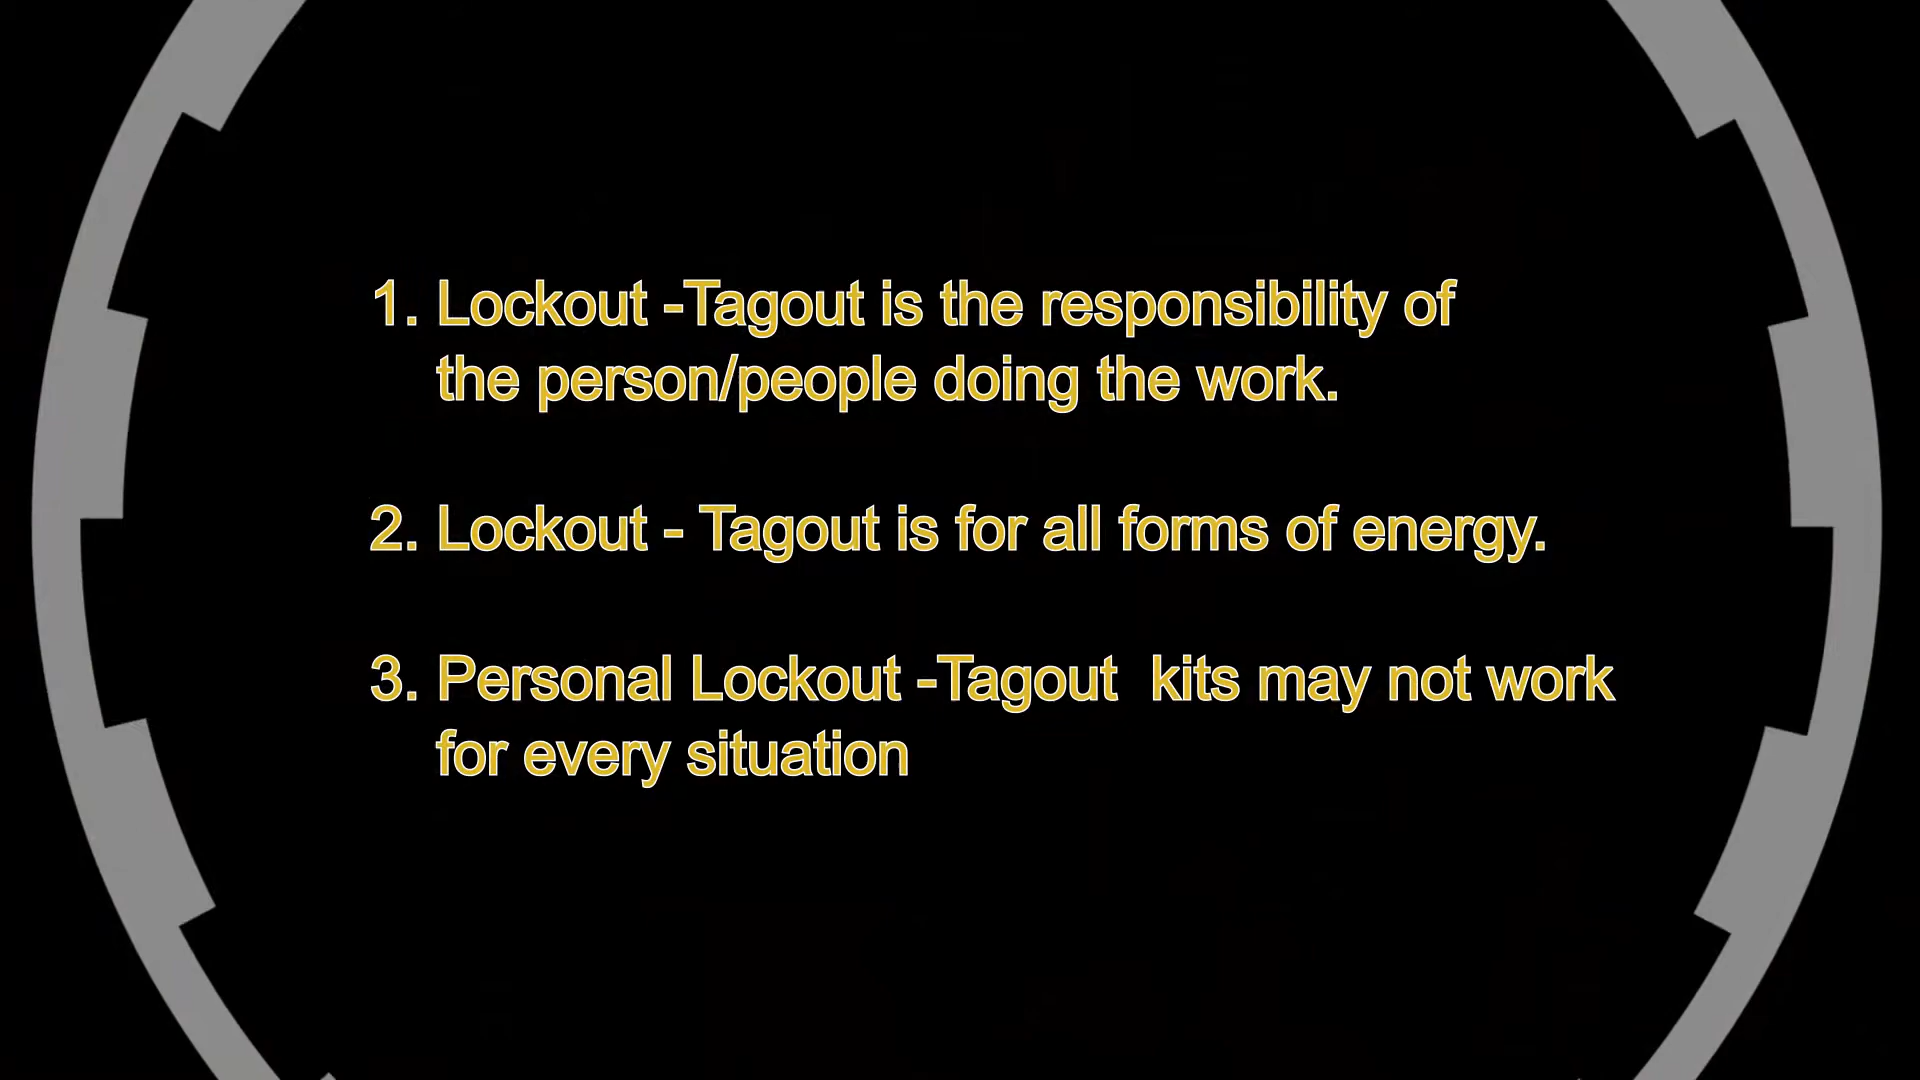 1. Lockout -Tagout is the responsibility of
the person/people doing the work.
2. Lockout - Tagout is for all forms of energy.
3. Personal Lockout -Tagout  kits may not work
for every situation